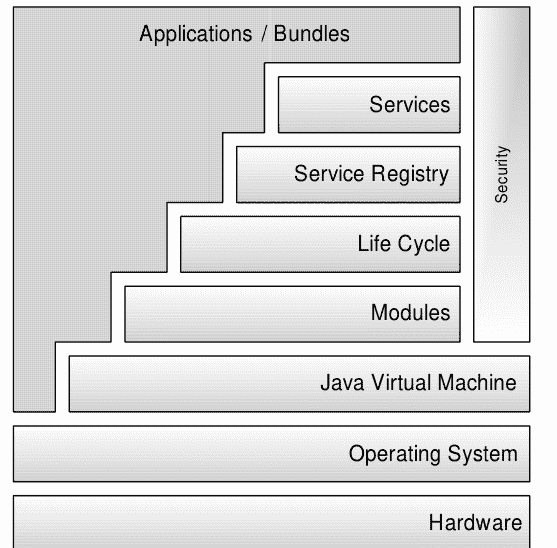 Applications / Bundles
Services
Service Registry
Life Cycle
Modules
Java Virtual Machine
Operating System
Hardware
Security